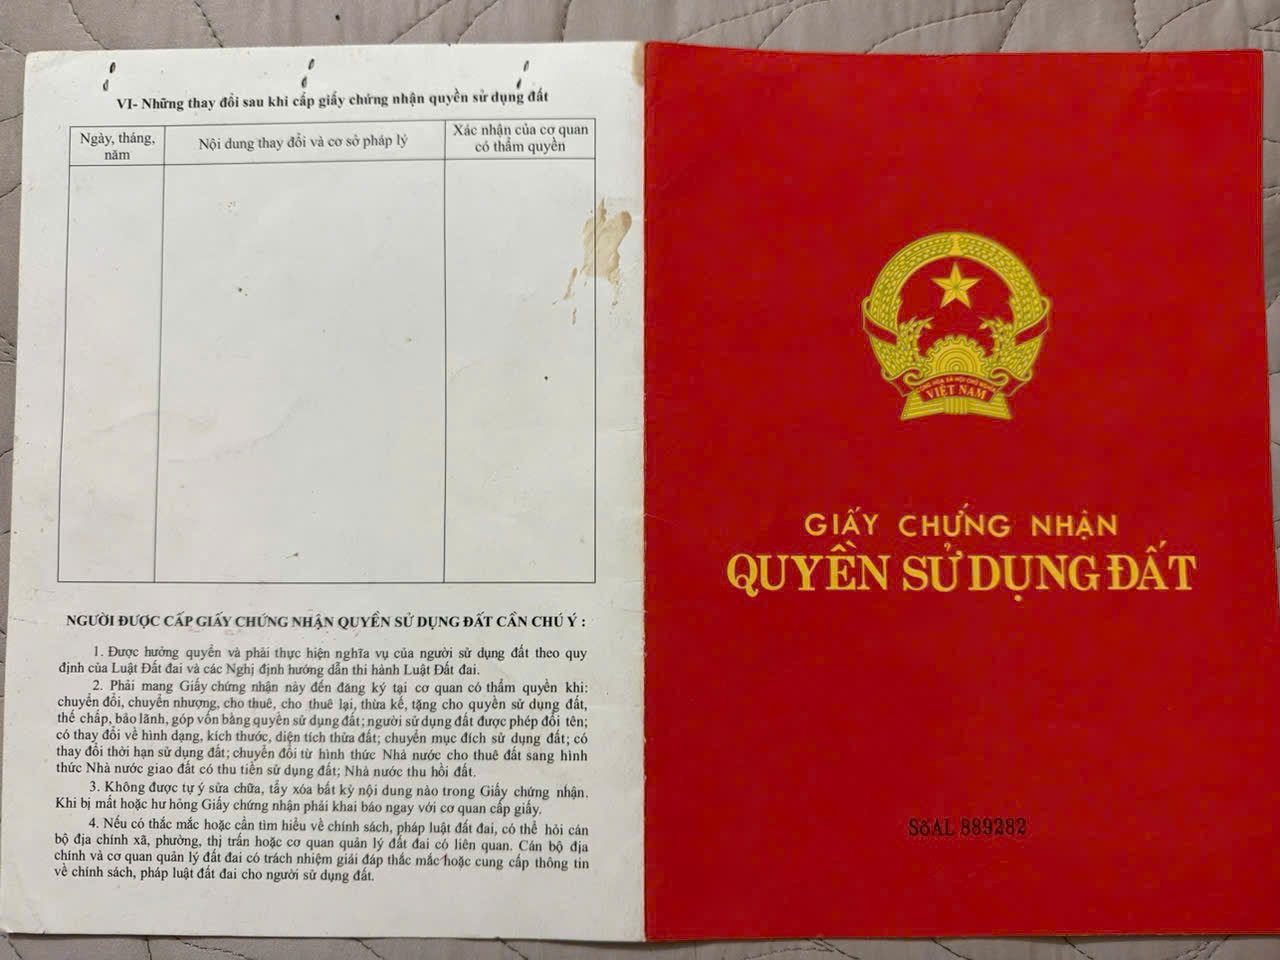 VI- Những thay đổi sau khi cấp giấy chứng nhận quyền sử dụng đất
Ngày, tháng,
năm
Nội dung thay đổi và cơ sở pháp lý
Xác nhận của cơ quan
có thẩm quyền
NGƯỜI ĐƯỢC CẤP GIẤY CHỨNG NHẬN QUYỀN SỬ DỤNG ĐẤT CẦN CHÚ Ý :
1. Được hưởng quyền và phải thực hiện nghĩa vụ của người sử dụng đất theo quy
định của Luật Đất đai và các Nghị định hướng dẫn thi hành Luật Đất đai.
2. Phải mang Giấy chứng nhận này đến đăng ký tại cơ quan có thẩm quyền khi:
chuyển đổi, chuyển nhượng, cho thuê, cho thuê lại, thừa kế, tặng cho quyền sử dụng đất,
thế chấp, bảo lãnh, góp vốn bằng quyền sử dụng đất; người sử dụng đất được phép đổi tên;
có thay đổi về hình dạng, kích thước, diện tích thửa đất; chuyển mục đích sử dụng đất; có
thay đổi thời hạn sử dụng đất; chuyển đổi từ hình thức Nhà nước cho thuê đất sang hình
thức Nhà nước giao đất có thu tiền sử dụng đất; Nhà nước thu hồi đất.
3. Không được tự ý sửa chữa, tẩy xóa bất kỳ nội dung nào trong Giấy chứng nhận.
Khi bị mất hoặc hư hỏng Giấy chứng nhận phải khai báo ngay với cơ quan cấp giấy.
4. Nếu có thắc mắc hoặc cần tìm hiểu về chính sách, pháp luật đất đai, có thể hỏi cán
bộ địa chính xã, phường, thị trấn hoặc cơ quan quản lý đất đai có liên quan. Cán bộ địa
chính và cơ quan quản lý đất đai có trách nhiệm giải đáp thắc mắc hoặc cung cấp thông tin
về chính sách, pháp luật đất đai cho người sử dụng đất.
CỘNG HÒA XÃ HỘI CHỦ NGHĨA
VIỆT NAM
GIẤY CHỨNG NHẬN
QUYỀN SỬ DỤNG ĐẤT
Số AL 889282